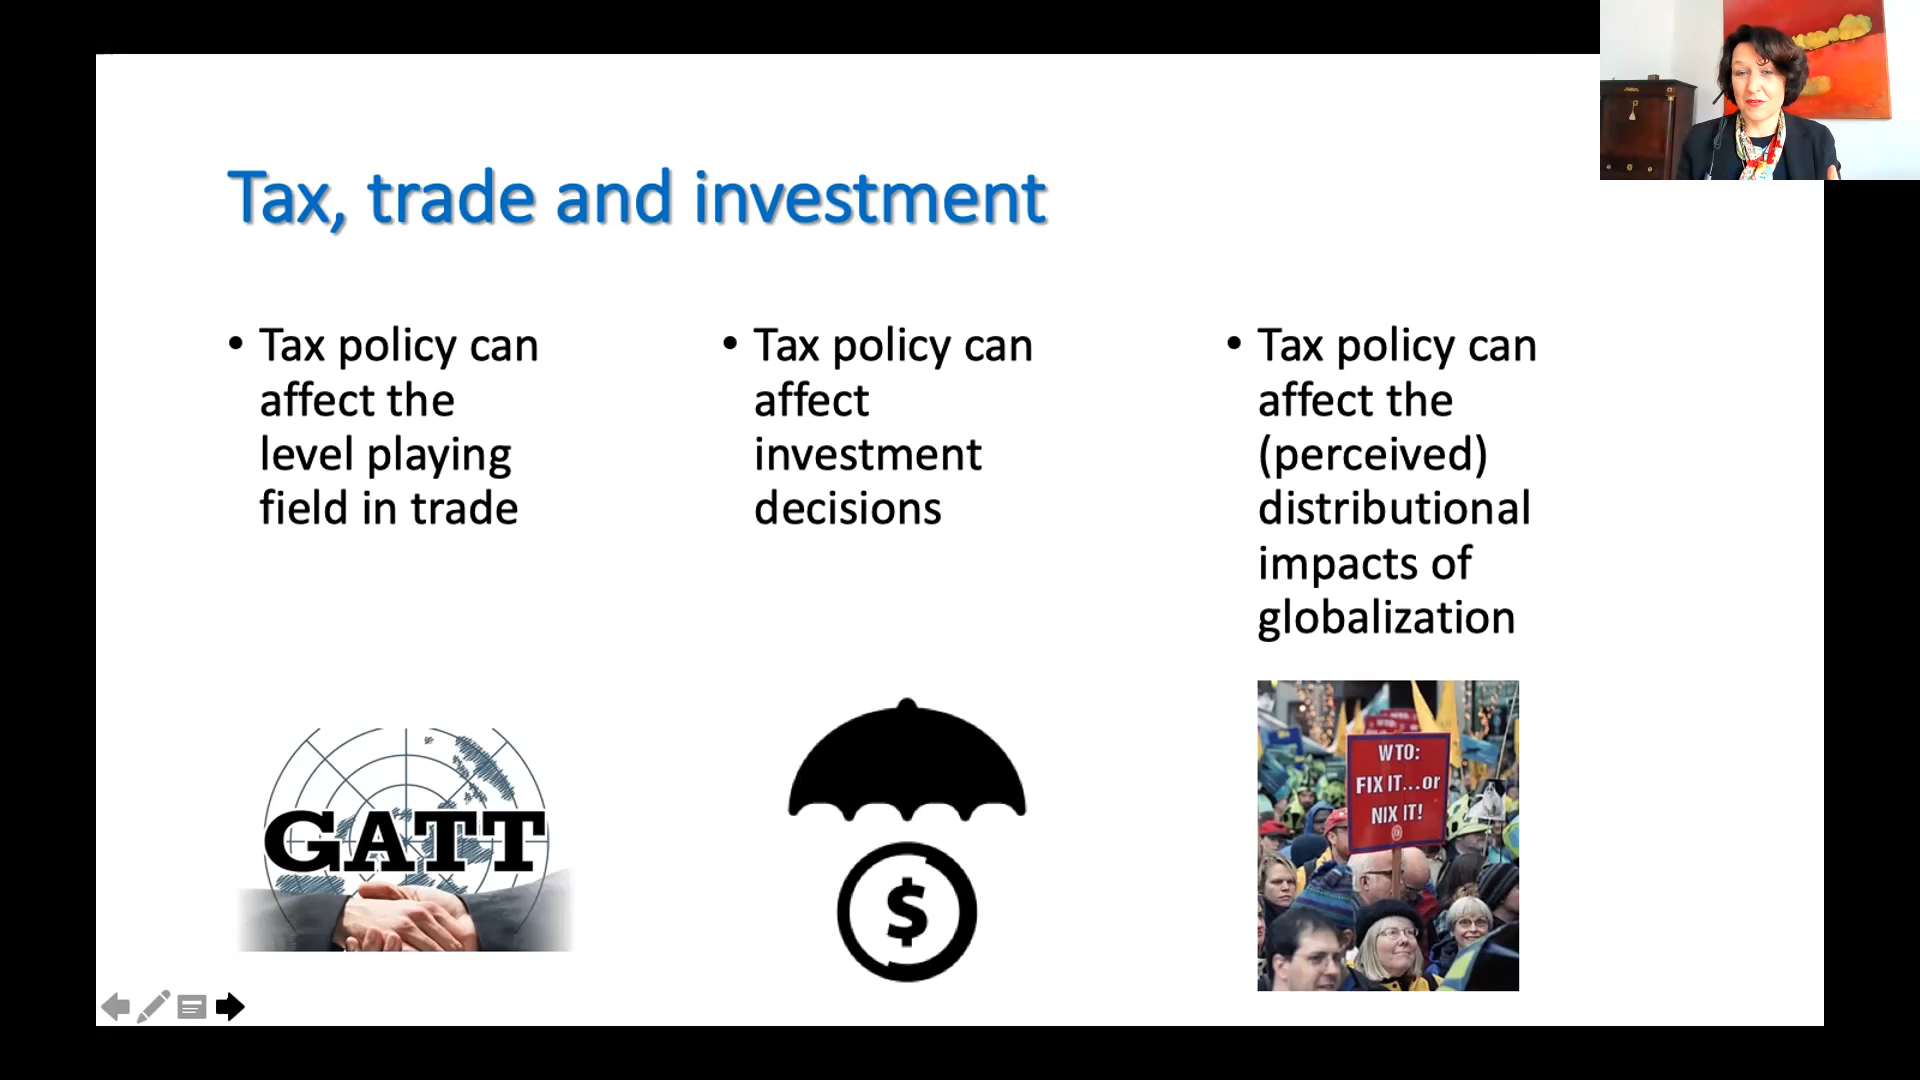 Tax, trade and investment
• Tax policy can
affect the
level playing
field in trade
• Tax policy can
affect
investment
decisions
• Tax policy can
affect the
(perceived)
distributional
impacts of
globalization
GATT
$
WTO:
FIX IT...or
NIX IT!